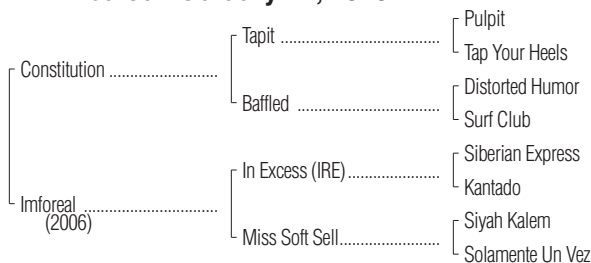 Pulpit
Tapit
Tap Your Heels
Constitution
Distorted Humor
Baffled
Surf Club
Siberian Express
In Excess (IRE)
Kantado
Imforeal
(2006)
Siyah Kalem
Miss Soft Sell
Solamente Un Vez